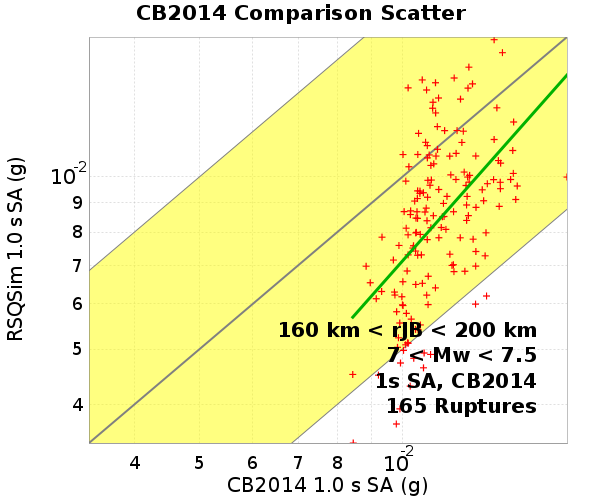 CB2014 Comparison Scatter
RSQSim 1.0 s SA (g)
10-2
9
8
7
6
5
4
160 km < rJB < 200 km
7 < Mw < 7.5
1s SA, CB2014
165 Ruptures
4 5 6 7 8 10-2
CB2014 1.0 s SA (g)